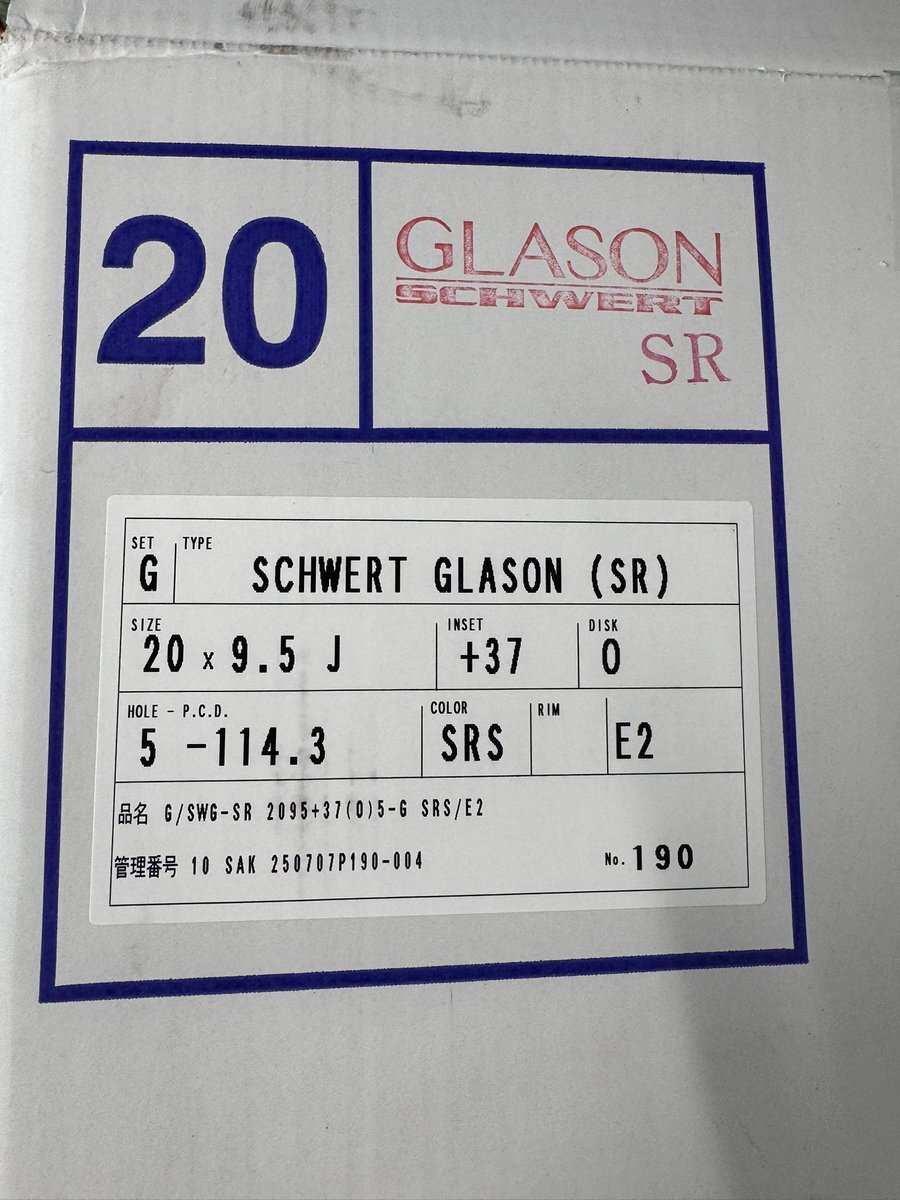 20
GLASON
SCHWERT
SR
SET TYPE
G SCHWERT GLASON (SR)
SIZE INSET DISK
20 x 9.5 J +37 0
HOLE - P.C.D. COLOR RIM
5 -114.3 SRS E2
品名 G/SWG-SR 2095+37(0)5-G SRS/E2
管理番号 10 SAK 250707P190-004 No. 190